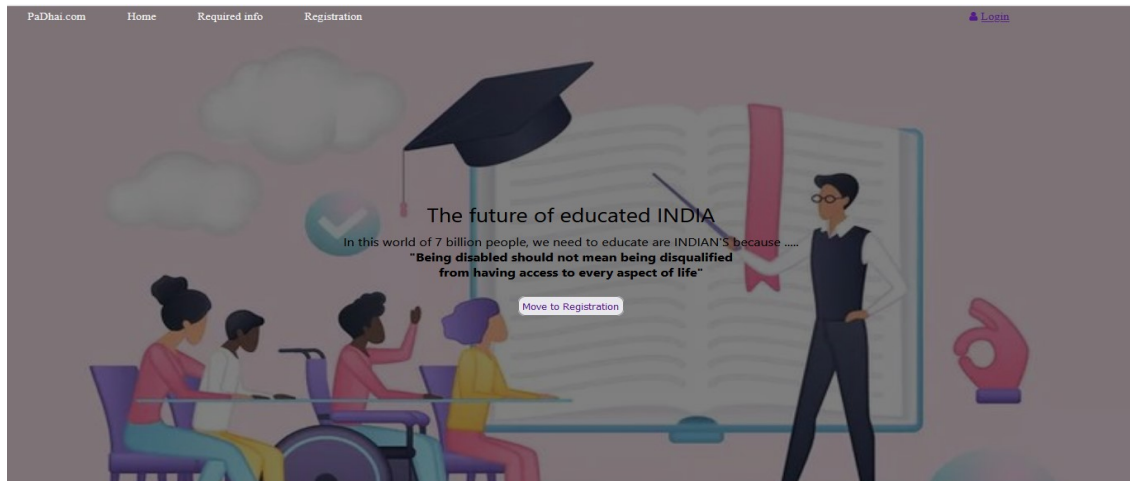 PaDhai.com Home Required info Registration Login
The future of educated INDIA
In this world of 7 billion people, we need to educate are INDIAN'S because .....
"Being disabled should not mean being disqualified
from having access to every aspect of life"
Move to Registration